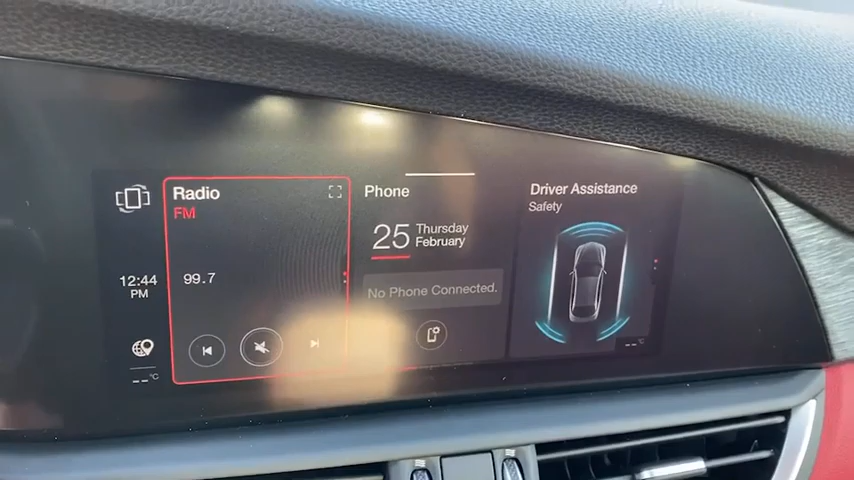 Radio
FM
12:44
PM
99.7
--°C
Phone
25 Thursday
February
No Phone Connected.
Driver Assistance
Safety
--°C